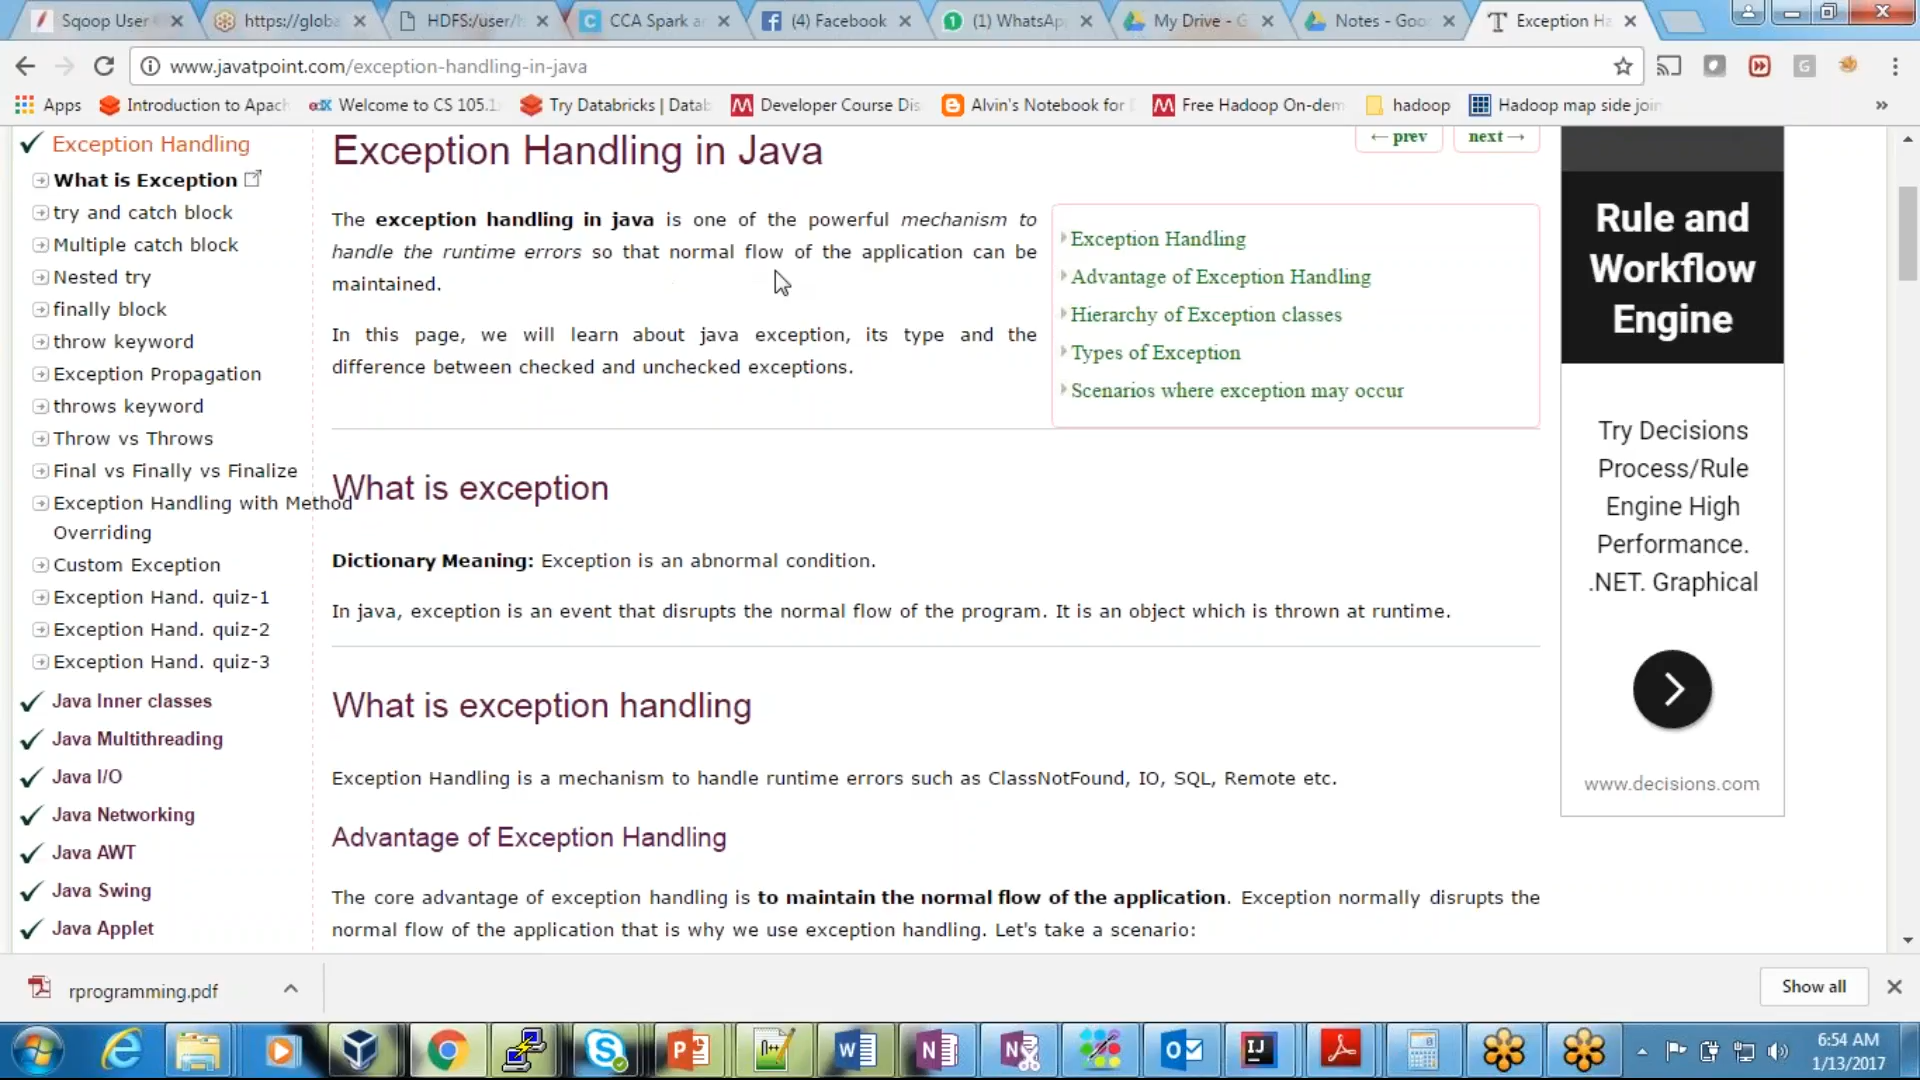 Sqoop User
https://globa
HDFS:/user/h
CCA Spark a
(4) Facebook
(1) WhatsAp
My Drive - G
Notes - Goo
Exception Ha
www.javatpoint.com/exception-handling-in-java
Apps
Introduction to Apach
edX
Welcome to CS 105.1
Try Databricks | Datab
Developer Course Dis
Alvin's Notebook for
Free Hadoop On-dem
hadoop
Hadoop map side join
»
Exception Handling
What is Exception
try and catch block
Multiple catch block
Nested try
finally block
throw keyword
Exception Propagation
throws keyword
Throw vs Throws
Final vs Finally vs Finalize
Exception Handling with Method
Overriding
Custom Exception
Exception Hand. quiz-1
Exception Hand. quiz-2
Exception Hand. quiz-3
Java Inner classes
Java Multithreading
Java I/O
Java Networking
Java AWT
Java Swing
Java Applet
Exception Handling in Java
← prev
next →
The exception handling in java is one of the powerful mechanism to
handle the runtime errors so that normal flow of the application can be
maintained.
In this page, we will learn about java exception, its type and the
difference between checked and unchecked exceptions.
Exception Handling
Advantage of Exception Handling
Hierarchy of Exception classes
Types of Exception
Scenarios where exception may occur
What is exception
Dictionary Meaning: Exception is an abnormal condition.
In java, exception is an event that disrupts the normal flow of the program. It is an object which is thrown at runtime.
What is exception handling
Exception Handling is a mechanism to handle runtime errors such as ClassNotFound, IO, SQL, Remote etc.
Advantage of Exception Handling
The core advantage of exception handling is to maintain the normal flow of the application. Exception normally disrupts the
normal flow of the application that is why we use exception handling. Let's take a scenario:
Rule and
Workflow
Engine
Try Decisions
Process/Rule
Engine High
Performance.
.NET. Graphical
www.decisions.com
rprogramming.pdf
Show all
6:54 AM
1/13/2017